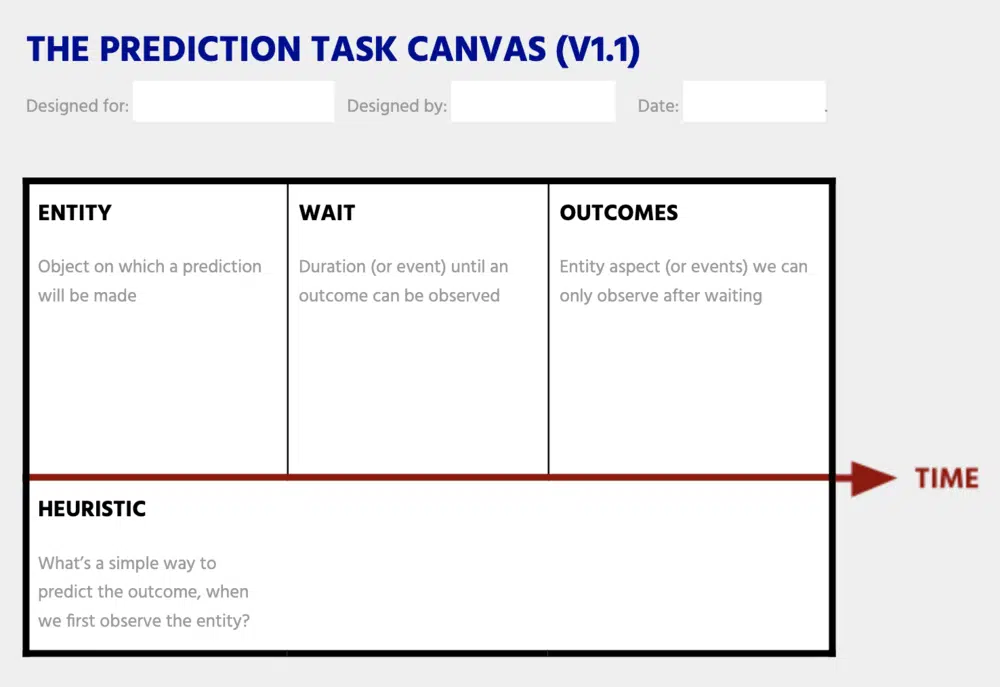 THE PREDICTION TASK CANVAS (V1.1)
Designed for: Designed by: Date: .
ENTITY
Object on which a prediction
will be made
WAIT
Duration (or event) until an
outcome can be observed
OUTCOMES
Entity aspect (or events) we can
only observe after waiting
TIME
HEURISTIC
What's a simple way to
predict the outcome, when
we first observe the entity?